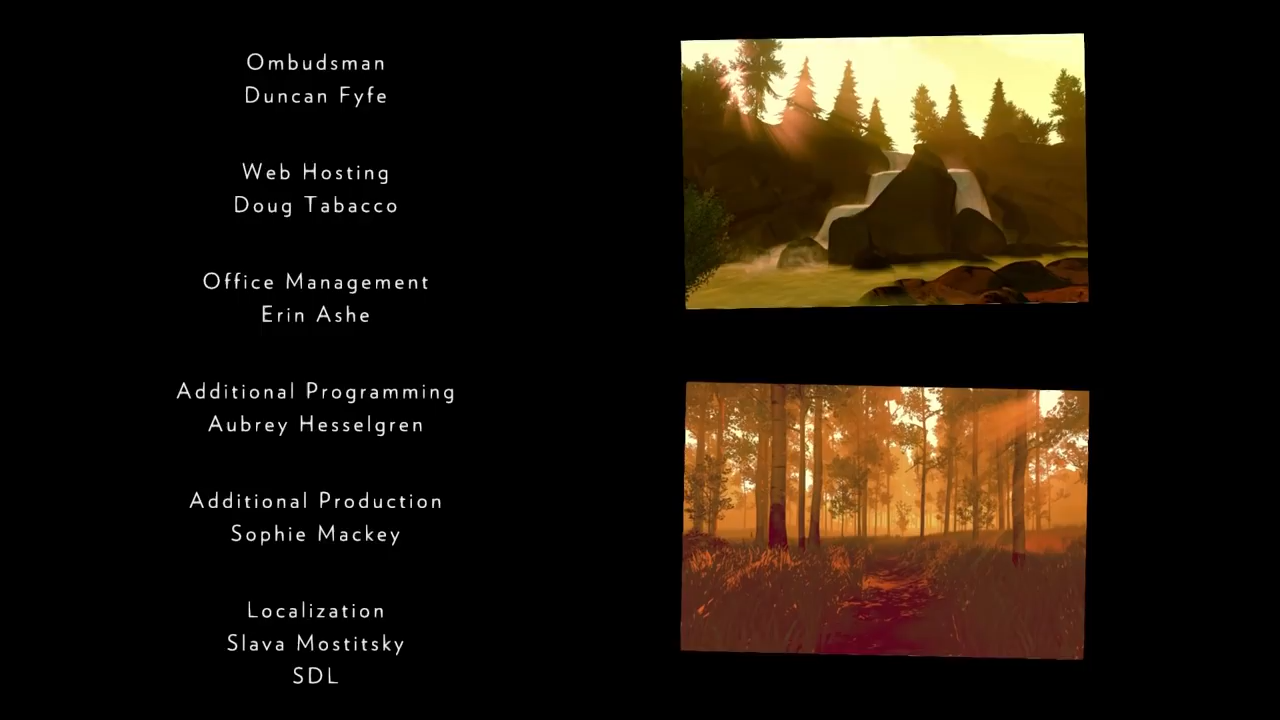 Ombudsman
Duncan Fyfe
Web Hosting
Doug Tabacco
Office Management
Erin Ashe
Additional Programming
Aubrey Hesselgren
Additional Production
Sophie Mackey
Localization
Slava Mostitsky
SDL